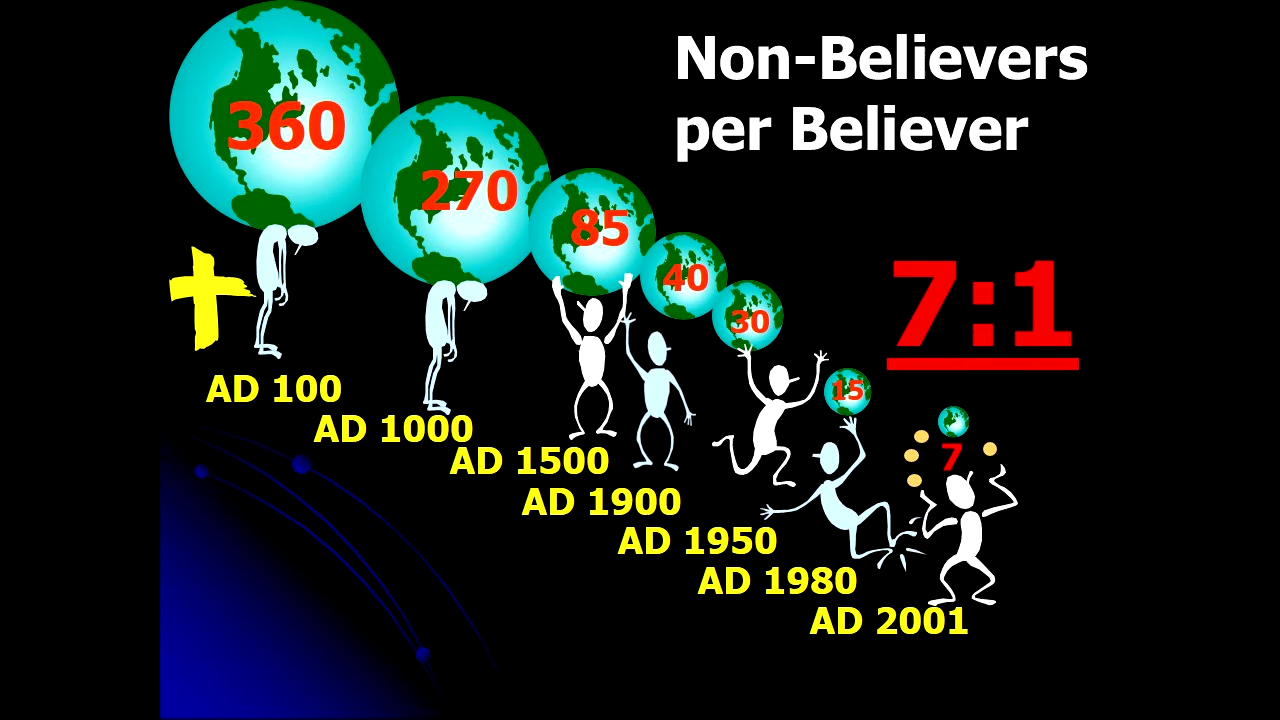 Non-Believers
per Believer
360
270
85
40
30
15
7
7:1
AD 100
AD 1000
AD 1500
AD 1900
AD 1950
AD 1980
AD 2001